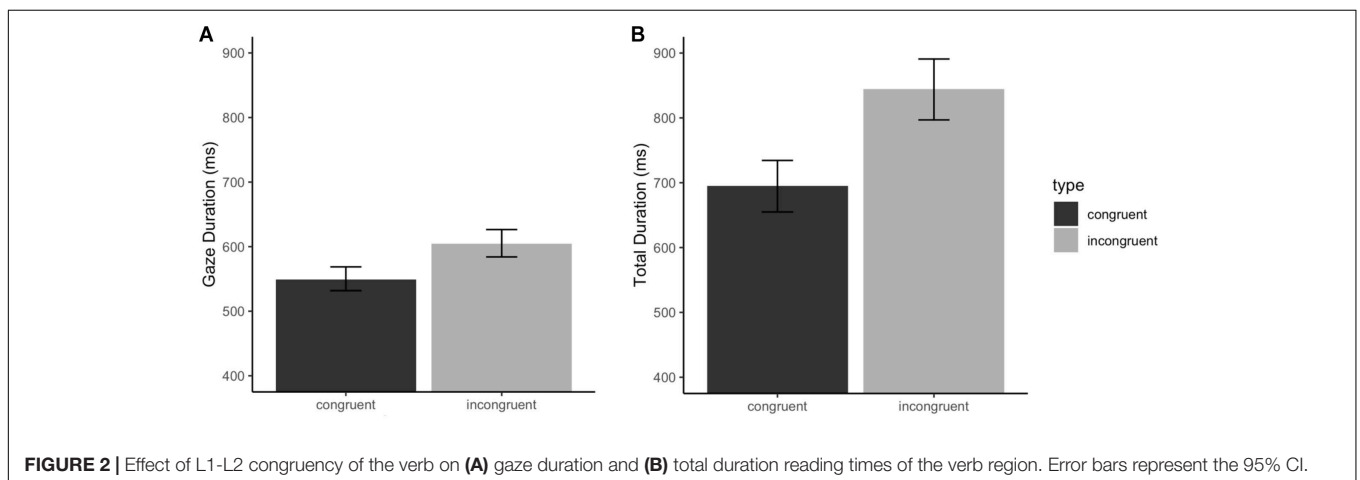 A
900
800
700
600
500
400
Gaze Duration (ms)
congruent
incongruent
B
900
800
700
600
500
400
Total Duration (ms)
congruent
incongruent
type
congruent
incongruent
FIGURE 2 | Effect of L1-L2 congruency of the verb on (A) gaze duration and (B) total duration reading times of the verb region. Error bars represent the 95% CI.